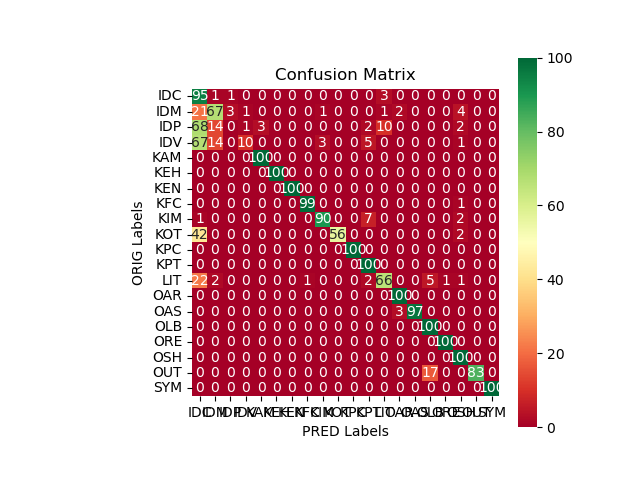 Confusion Matrix
IDC 95 1 1 0 0 0 0 0 0 0 0 0 3 0 0 0 0 0 0 0
IDM 21 67 3 1 0 0 0 0 1 0 0 0 1 2 0 0 0 4 0 0
IDP 68 14 0 1 3 0 0 0 0 0 0 2 10 0 0 0 0 2 0 0
IDV 67 14 0 10 0 0 0 0 3 0 0 5 0 0 0 0 0 1 0 0
KAM 0 0 0 0 100 0 0 0 0 0 0 0 0 0 0 0 0 0 0 0
KEH 0 0 0 0 0 100 0 0 0 0 0 0 0 0 0 0 0 0 0 0
KEN 0 0 0 0 0 0 100 0 0 0 0 0 0 0 0 0 0 0 0 0
KFC 0 0 0 0 0 0 0 99 0 0 0 0 0 0 0 0 0 1 0 0
KIM 1 0 0 0 0 0 0 0 90 0 0 7 0 0 0 0 0 2 0 0
KOT 42 0 0 0 0 0 0 0 0 56 0 0 0 0 0 0 0 2 0 0
KPC 0 0 0 0 0 0 0 0 0 0 100 0 0 0 0 0 0 0 0 0
KPT 0 0 0 0 0 0 0 0 0 0 0 100 0 0 0 0 0 0 0 0
LIT 22 2 0 0 0 0 0 1 0 0 0 2 66 0 0 5 1 1 0 0
OAR 0 0 0 0 0 0 0 0 0 0 0 0 0 100 0 0 0 0 0 0
OAS 0 0 0 0 0 0 0 0 0 0 0 0 0 3 97 0 0 0 0 0
OLB 0 0 0 0 0 0 0 0 0 0 0 0 0 0 0 100 0 0 0 0
ORE 0 0 0 0 0 0 0 0 0 0 0 0 0 0 0 0 100 0 0 0
OSH 0 0 0 0 0 0 0 0 0 0 0 0 0 0 0 0 0 100 0 0
OUT 0 0 0 0 0 0 0 0 0 0 0 0 0 0 0 17 0 0 83 0
SYM 0 0 0 0 0 0 0 0 0 0 0 0 0 0 0 0 0 0 0 100
IDC IDM IDP IDV KAM KEH KEN KFC KIM KOT KPC KPT LIT OAR OAS OLB ORE OSH OUT SYM
PRED Labels
ORIG Labels
100
80
60
40
20
0